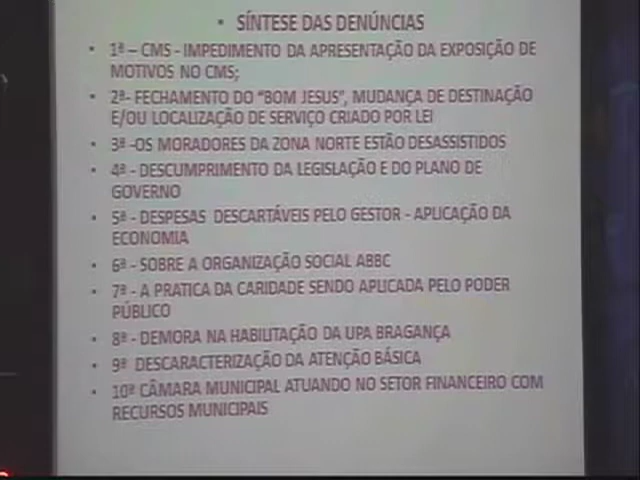 • SÍNTESE DAS DENÚNCIAS
• 1ª – CMS - IMPEDIMENTO DA APRESENTAÇÃO DA EXPOSIÇÃO DE
MOTIVOS NO CMS;
• 2ª- FECHAMENTO DO "BOM JESUS", MUDANÇA DE DESTINAÇÃO
E/OU LOCALIZAÇÃO DE SERVIÇO CRIADO POR LEI
• 3ª -OS MORADORES DA ZONA NORTE ESTÃO DESASSISTIDOS
• 4ª - DESCUMPRIMENTO DA LEGISLAÇÃO E DO PLANO DE
GOVERNO
• 5ª - DESPESAS DESCARTÁVEIS PELO GESTOR - APLICAÇÃO DA
ECONOMIA
• 6ª - SOBRE A ORGANIZAÇÃO SOCIAL ABBC
• 7ª - A PRATICA DA CARIDADE SENDO APLICADA PELO PODER
PÚBLICO
• 8ª - DEMORA NA HABILITAÇÃO DA UPA BRAGANÇA
• 9ª DESCARACTERIZAÇÃO DA ATENÇÃO BÁSICA
• 10ª CÂMARA MUNICIPAL ATUANDO NO SETOR FINANCEIRO COM
RECURSOS MUNICIPAIS